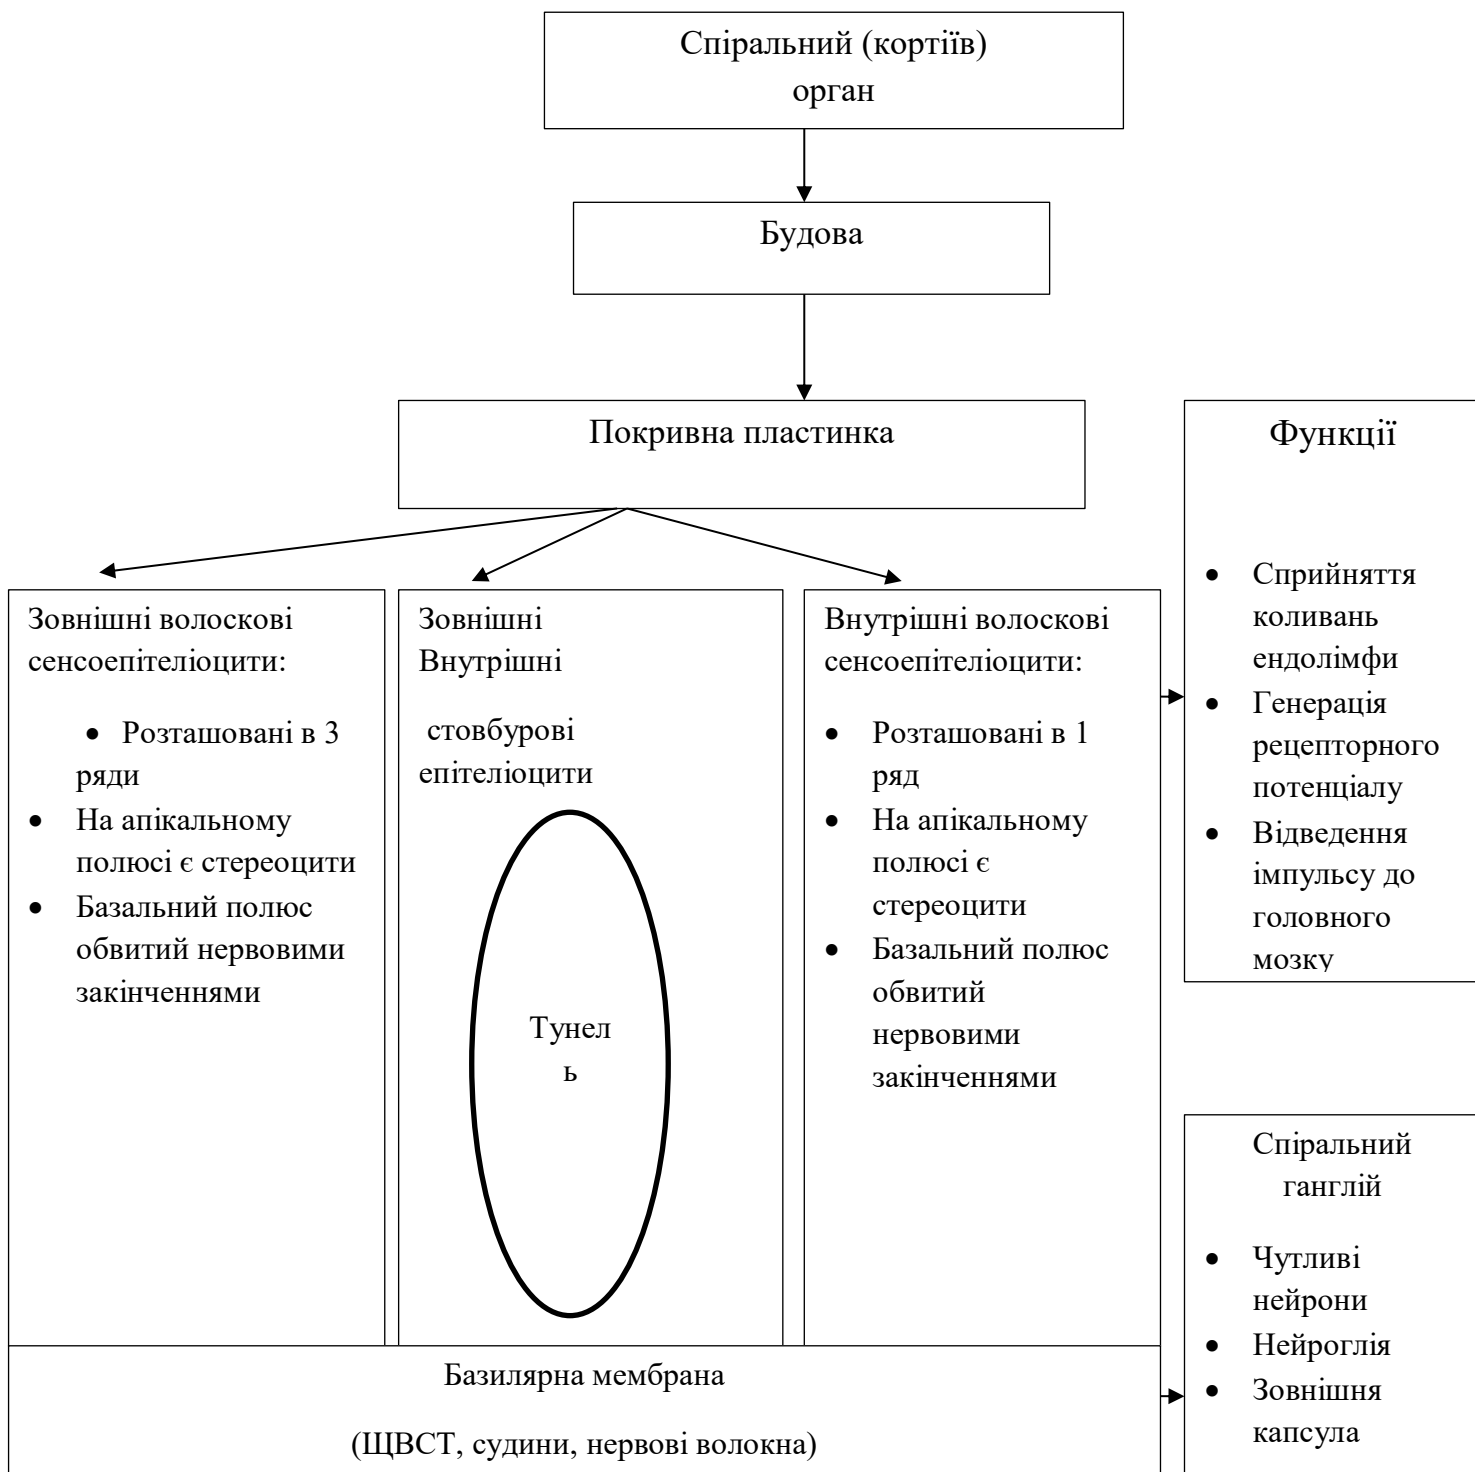 Спіральний (кортіїв)
орган
Будова
Покривна пластинка
Функції
• Сприйняття
коливань
ендолімфи
• Генерація
рецепторного
потенціалу
• Відведення
імпульсу до
головного
мозку
Зовнішні волоскові
сенсоепітеліоцити:
• Розташовані в 3
ряди
• На апікальному
полюсі є стереоцити
• Базальний полюс
обвитий нервовими
закінченнями
Зовнішні
Внутрішні
стовбурові
епітеліоцити
Тунел
ь
Внутрішні волоскові
сенсоепітеліоцити:
• Розташовані в 1
ряд
• На апікальному
полюсі є
стереоцити
• Базальний полюс
обвитий
нервовими
закінченнями
Спіральний
ганглій
• Чутливі
нейрони
• Нейроглія
• Зовнішня
капсула
Базилярна мембрана
(ЩВСТ, судини, нервові волокна)